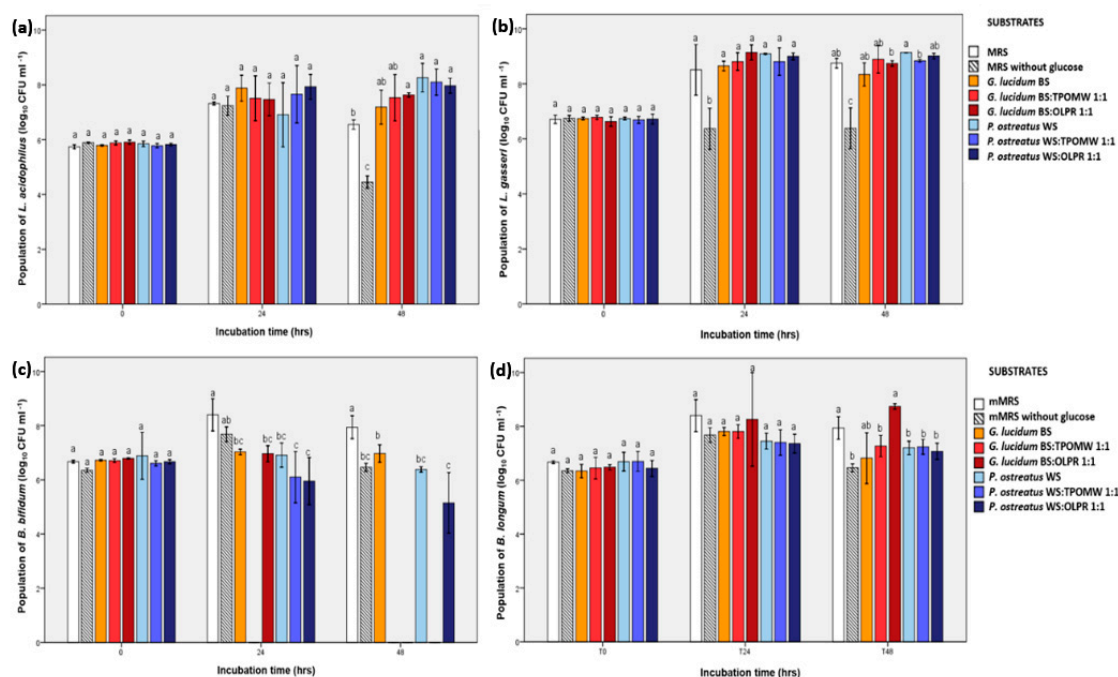 (a)
Population of L. acidophilus (log10 CFU ml -1)
10
8
6
4
2
0
a a a a a a a a
a a a a a a a a
b c ab ab a a a a
0 24 48
Incubation time (hrs)
(b)
Population of L. gasseri (log10 CFU ml -1)
10
8
6
4
2
0
a a a a a a a a
a b a a a a a a
ab c b ab ab a ab ab
0 24 48
Incubation time (hrs)
SUBSTRATES
MRS
MRS without glucose
G. lucidum BS
G. lucidum BS:TPOMW 1:1
G. lucidum BS:OLPR 1:1
P. ostreatus WS
P. ostreatus WS:TPOMW 1:1
P. ostreatus WS:OLPR 1:1
(c)
Population of B. bifidum (log10 CFU ml -1)
10
8
6
4
2
0
a a a a a a a a
a ab bc bc bc c c
a bc b bc c
0 24 48
Incubation time (hrs)
(d)
Population of B. longum (log10 CFU ml -1)
10
8
6
4
2
0
a a a a a a a a
a a a a a a a a
a b a b a b b b
T0 T24 T48
Incubation time (hrs)
SUBSTRATES
mMRS
mMRS without glucose
G. lucidum BS
G. lucidum BS:TPOMW 1:1
G. lucidum BS:OLPR 1:1
P. ostreatus WS
P. ostreatus WS:TPOMW 1:1
P. ostreatus WS:OLPR 1:1